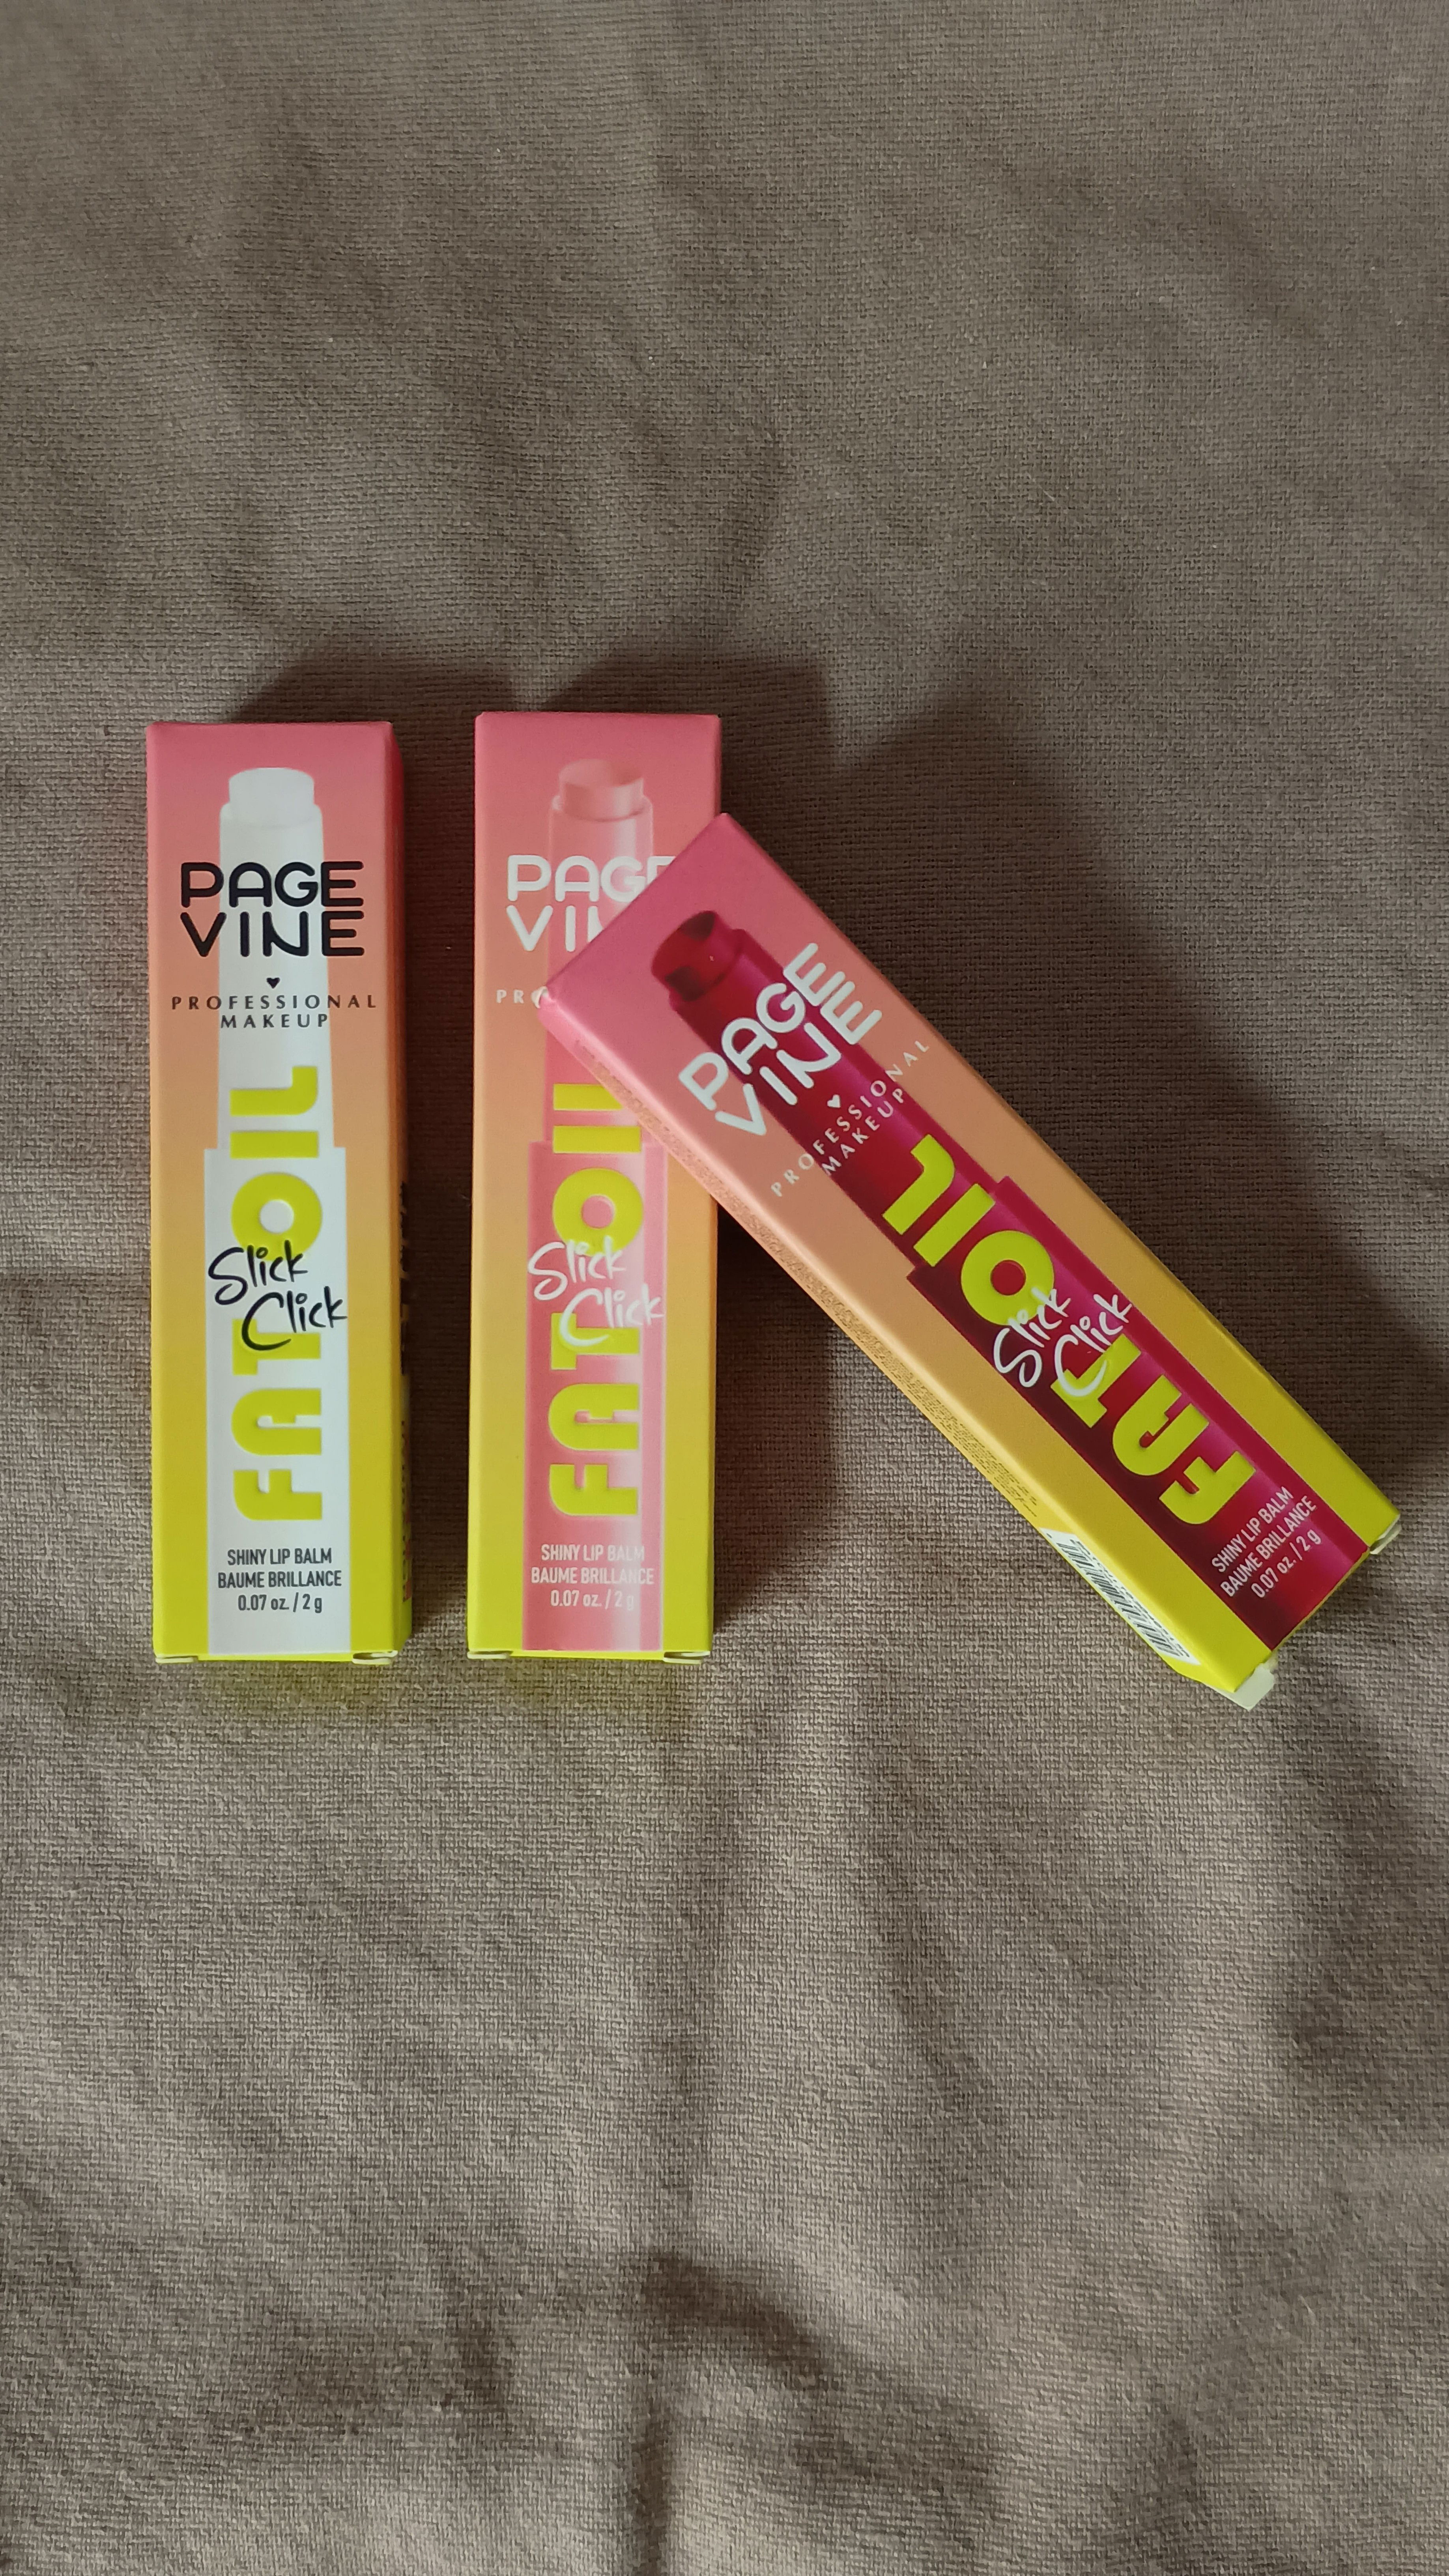 PAGE
VINE
PROFESSIONAL
MAKEUP
FAT OIL
Slick
Click
SHINY LIP BALM
BAUME BRILLANCE
0.07 oz. / 2 g
PAGE
VIN
PR
FAT OIL
Slick
Click
SHINY LIP BALM
BAUME BRILLANCE
0.07 oz. / 2 g
PAGE
VINE
PROFESSIONAL
MAKEUP
FAT OIL
Slick
Click
SHINY LIP BALM
BAUME BRILLANCE
0.07 oz. / 2 g